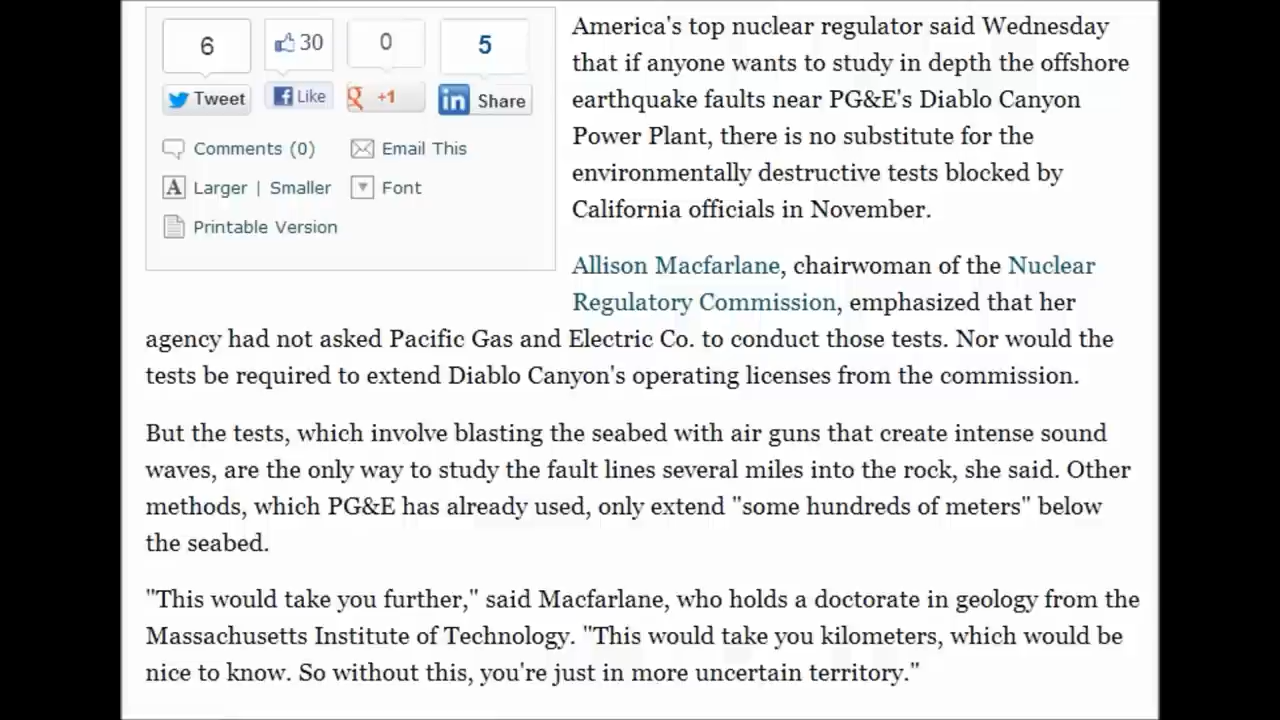 6
30
0
5
Tweet
Like
+1
Share
Comments (0)
Email This
Larger | Smaller
Font
Printable Version
America's top nuclear regulator said Wednesday
that if anyone wants to study in depth the offshore
earthquake faults near PG&E's Diablo Canyon
Power Plant, there is no substitute for the
environmentally destructive tests blocked by
California officials in November.
Allison Macfarlane, chairwoman of the Nuclear
Regulatory Commission, emphasized that her
agency had not asked Pacific Gas and Electric Co. to conduct those tests. Nor would the
tests be required to extend Diablo Canyon's operating licenses from the commission.
But the tests, which involve blasting the seabed with air guns that create intense sound
waves, are the only way to study the fault lines several miles into the rock, she said. Other
methods, which PG&E has already used, only extend "some hundreds of meters" below
the seabed.
"This would take you further," said Macfarlane, who holds a doctorate in geology from the
Massachusetts Institute of Technology. "This would take you kilometers, which would be
nice to know. So without this, you're just in more uncertain territory."